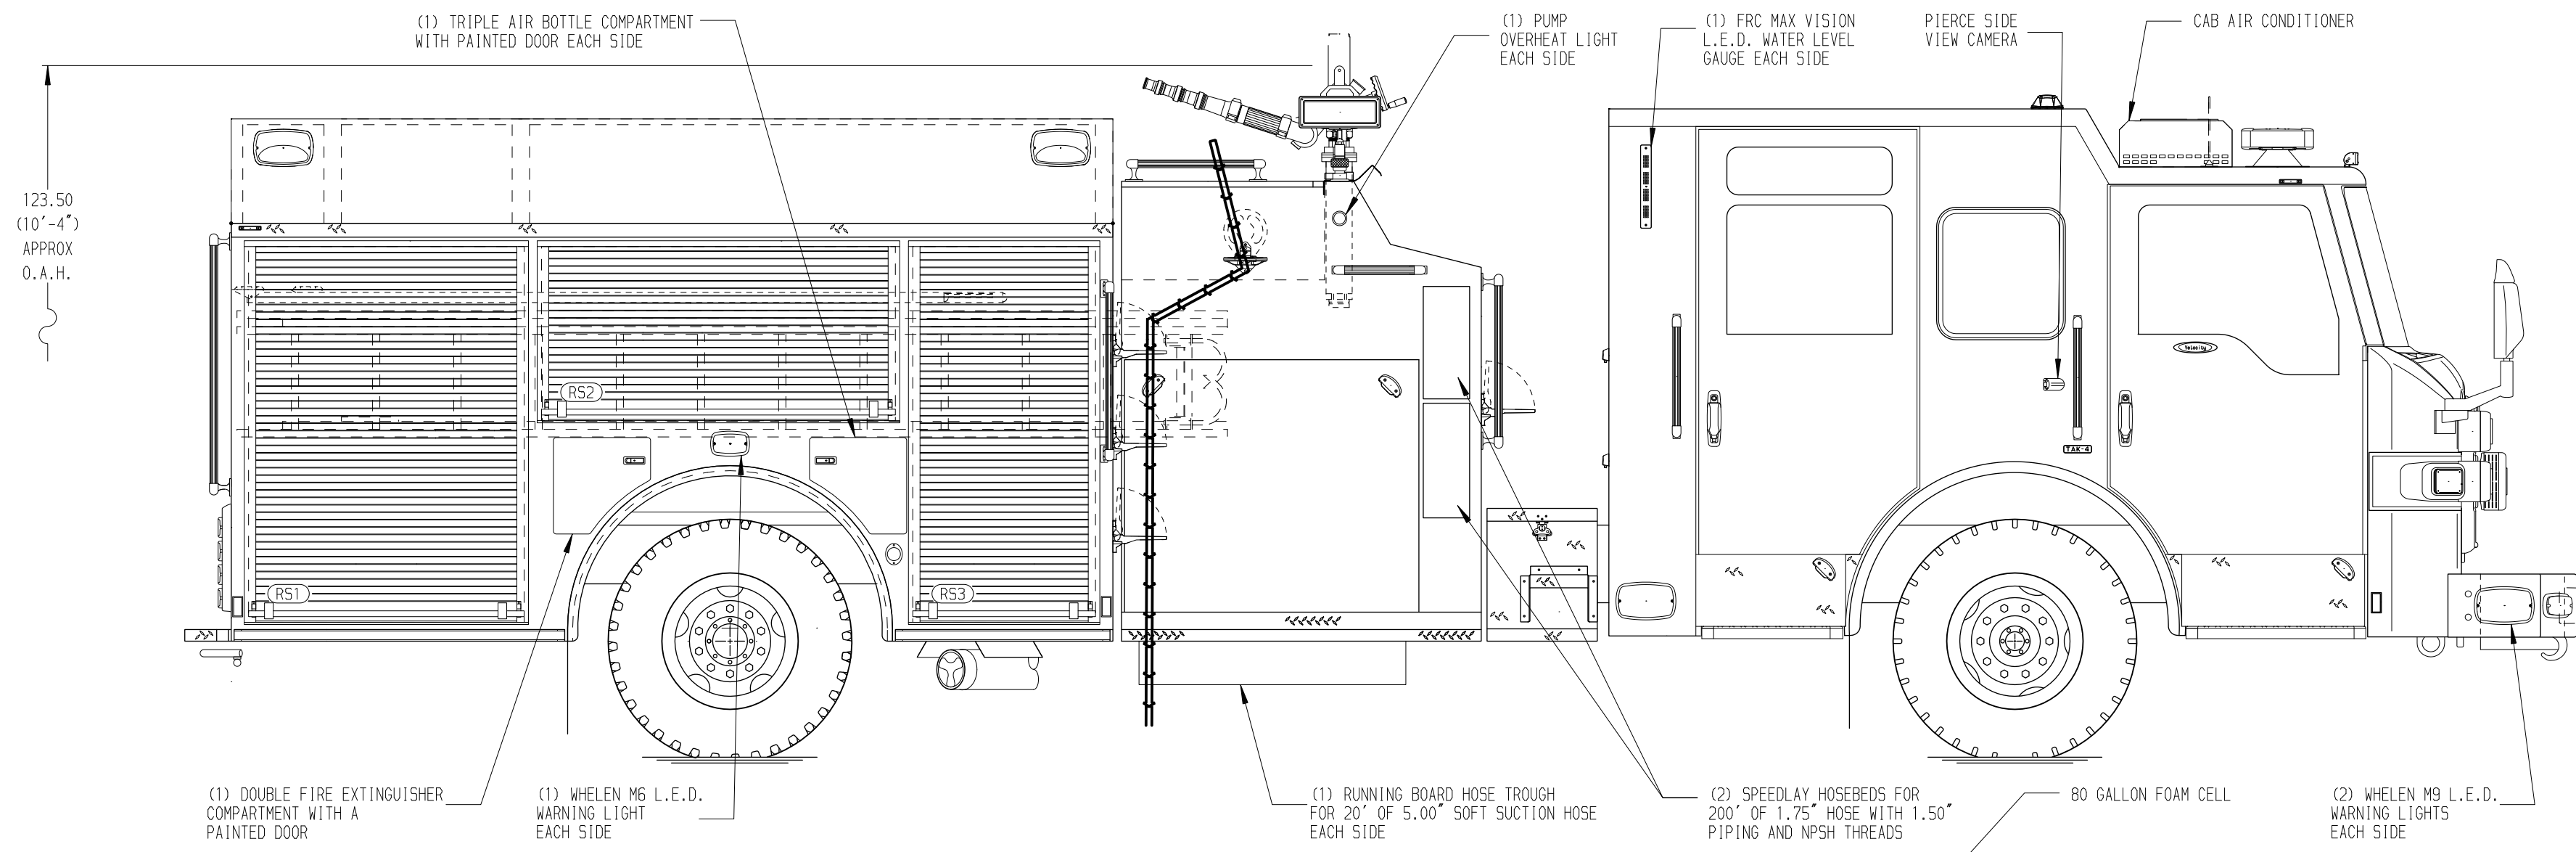 (1) TRIPLE AIR BOTTLE COMPARTMENT
WITH PAINTED DOOR EACH SIDE
(1) PUMP
OVERHEAT LIGHT
EACH SIDE
(1) FRC MAX VISION
L.E.D. WATER LEVEL
GAUGE EACH SIDE
PIERCE SIDE
VIEW CAMERA
CAB AIR CONDITIONER
123.50
(10'-4")
APPROX
O.A.H.
Velocity
RS2
TAK-4
RS1
RS3
(1) DOUBLE FIRE EXTINGUISHER
COMPARTMENT WITH A
PAINTED DOOR
(1) WHELEN M6 L.E.D.
WARNING LIGHT
EACH SIDE
(1) RUNNING BOARD HOSE TROUGH
FOR 20' OF 5.00" SOFT SUCTION HOSE
EACH SIDE
(2) SPEEDLAY HOSEBEDS FOR
200' OF 1.75" HOSE WITH 1.50"
PIPING AND NPSH THREADS
80 GALLON FOAM CELL
(2) WHELEN M9 L.E.D.
WARNING LIGHTS
EACH SIDE